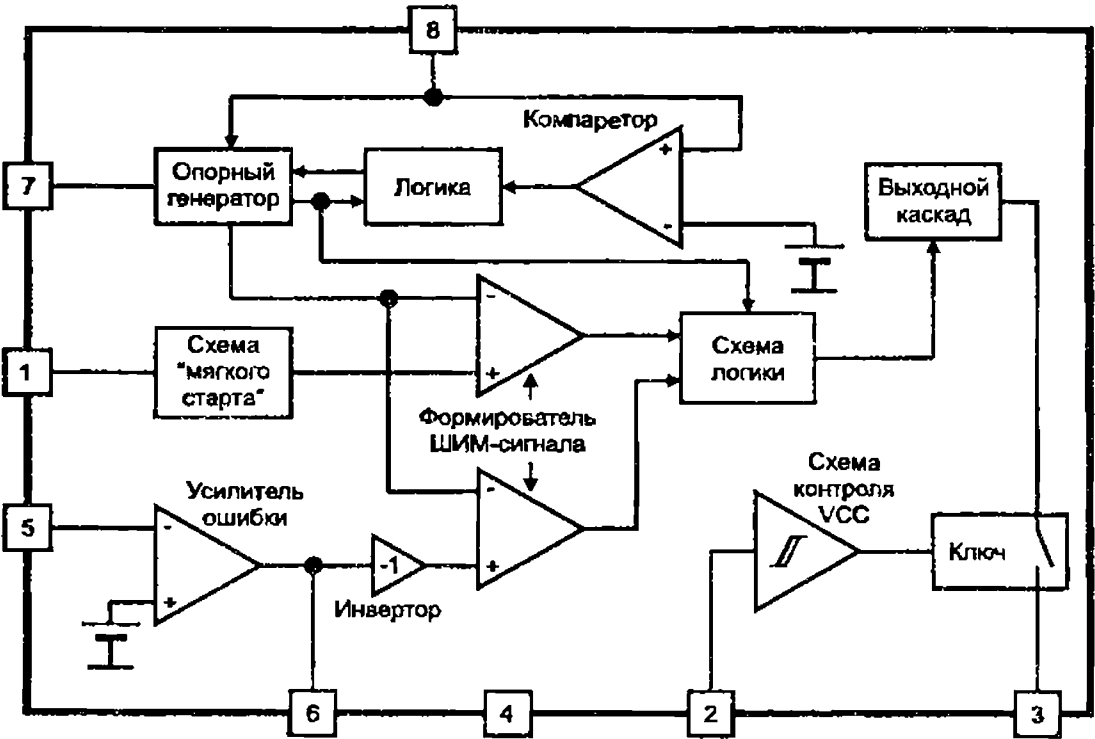 8
Компаретор
7
Опорный
генератор
Логика
+
-
Выходной
каскад
-
+
1
Схема
"мягкого
старта"
Схема
логики
Формирователь
ШИМ-сигнала
5
Усилитель
ошибки
-
+
-1
Инвертор
-
+
Схема
контроля
VCC
Ключ
6
4
2
3